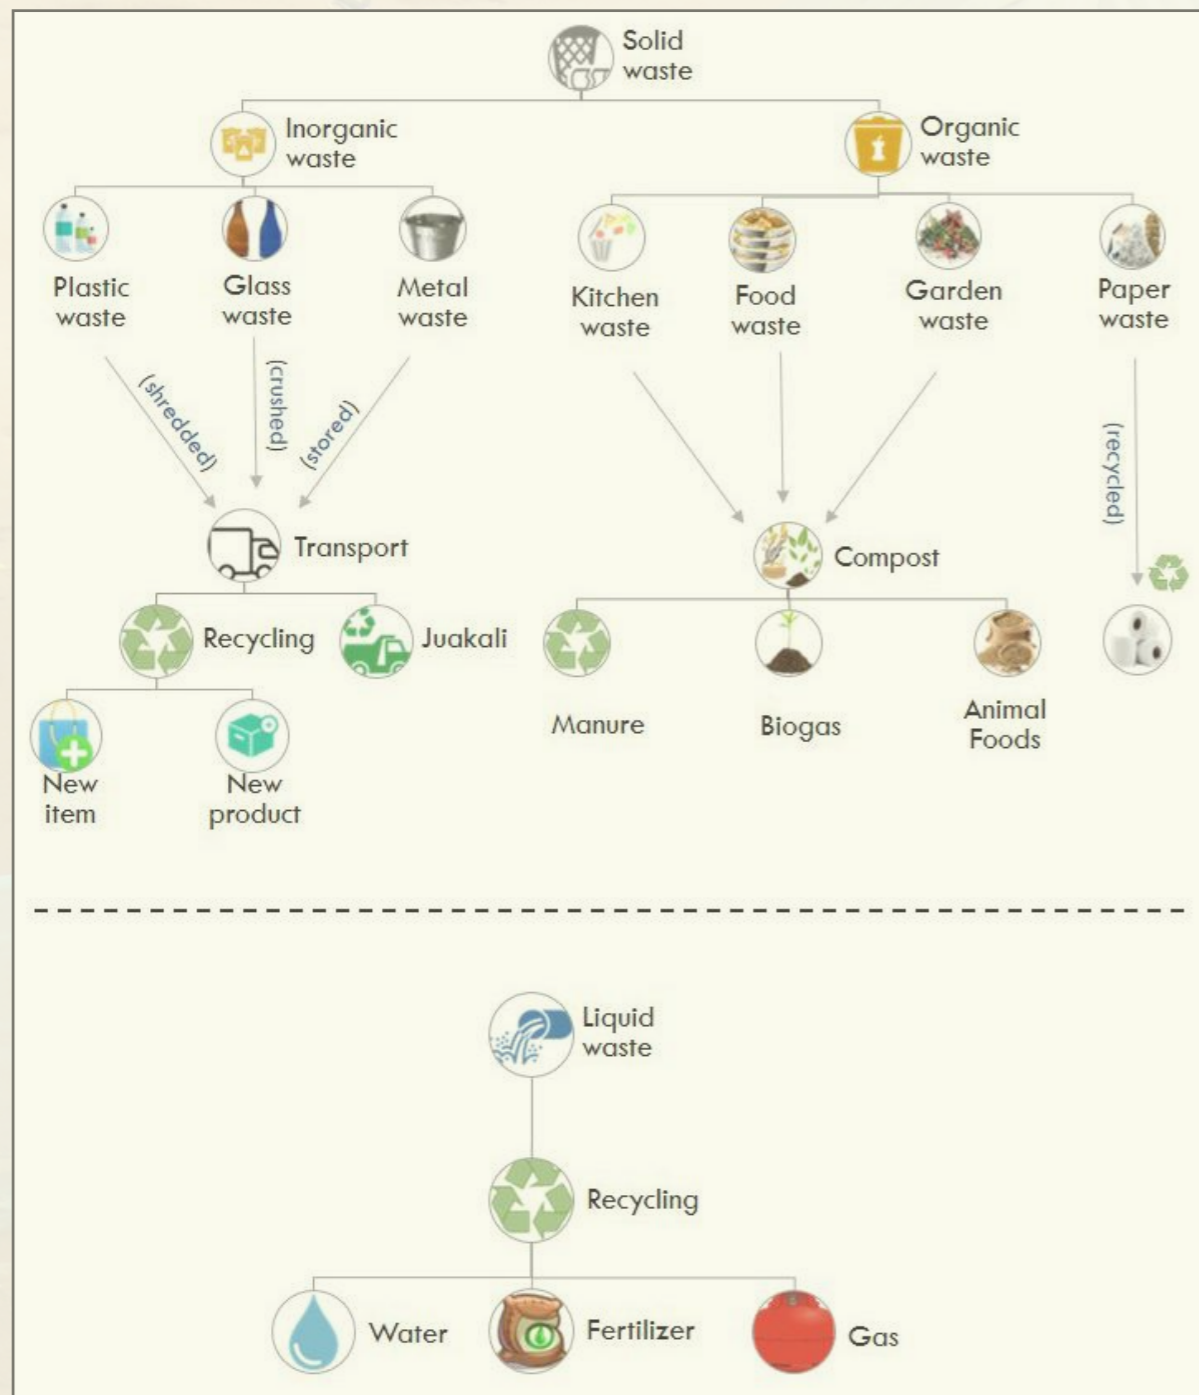 Solid
waste
Inorganic
waste
Organic
waste
Plastic
waste
Glass
waste
Metal
waste
Kitchen
waste
Food
waste
Garden
waste
Paper
waste
(shredded)
(crushed)
(stored)
(recycled)
Transport
Compost
Recycling
Juakali
Manure
Biogas
Animal
Foods
New
item
New
product
Liquid
waste
Recycling
Water
Fertilizer
Gas